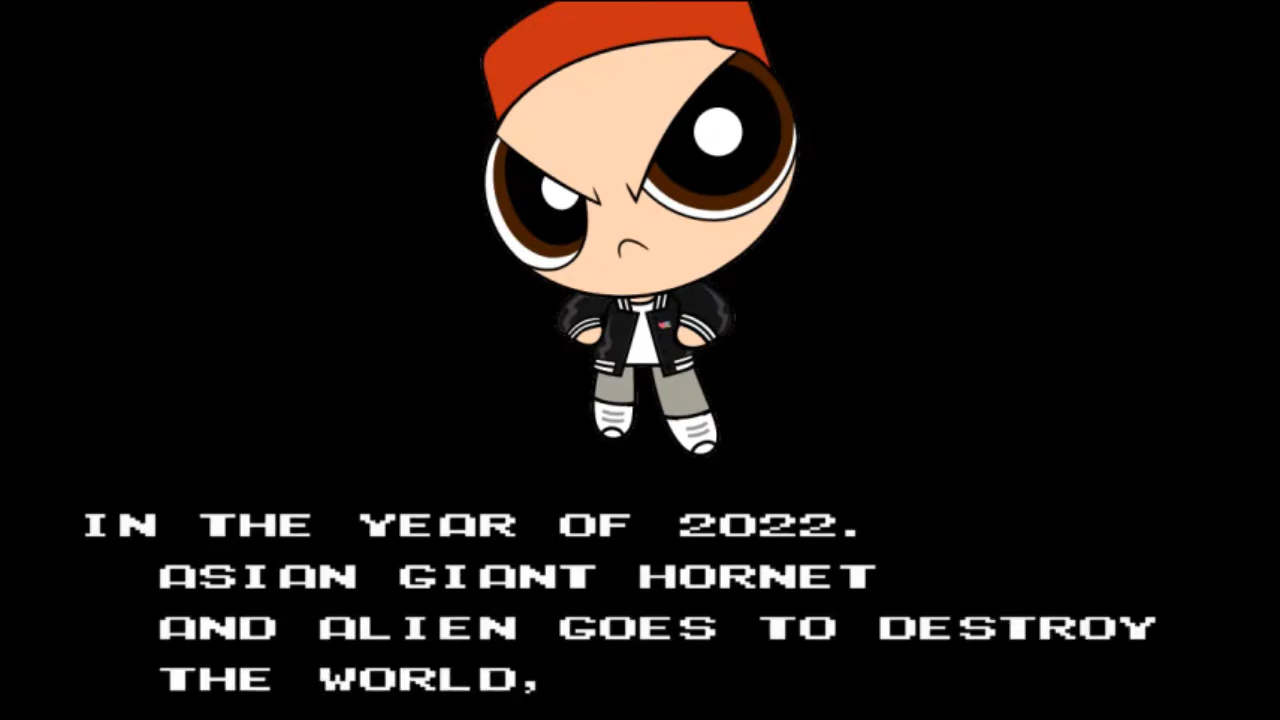 IN THE YEAR OF 2022.
ASIAN GIANT HORNET
AND ALIEN GOES TO DESTROY
THE WORLD,